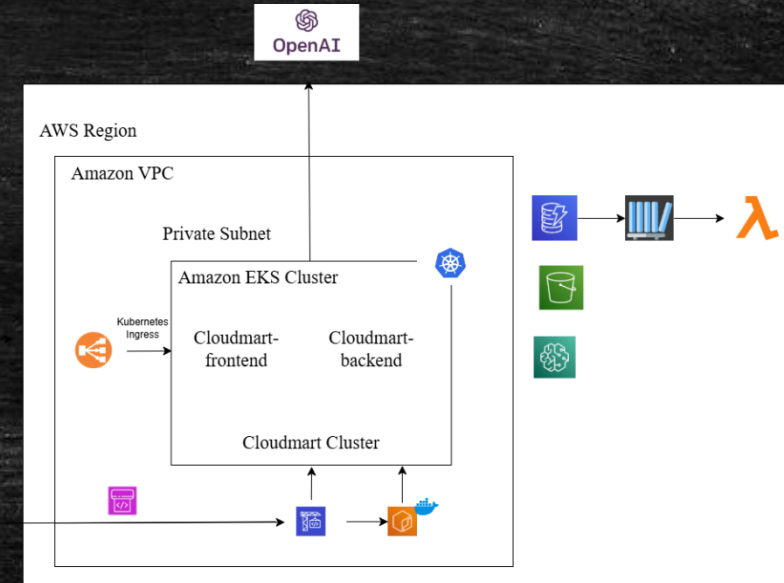 OpenAI
AWS Region
Amazon VPC
Private Subnet
Amazon EKS Cluster
Kubernetes
Ingress
Cloudmart-
frontend
Cloudmart-
backend
Cloudmart Cluster